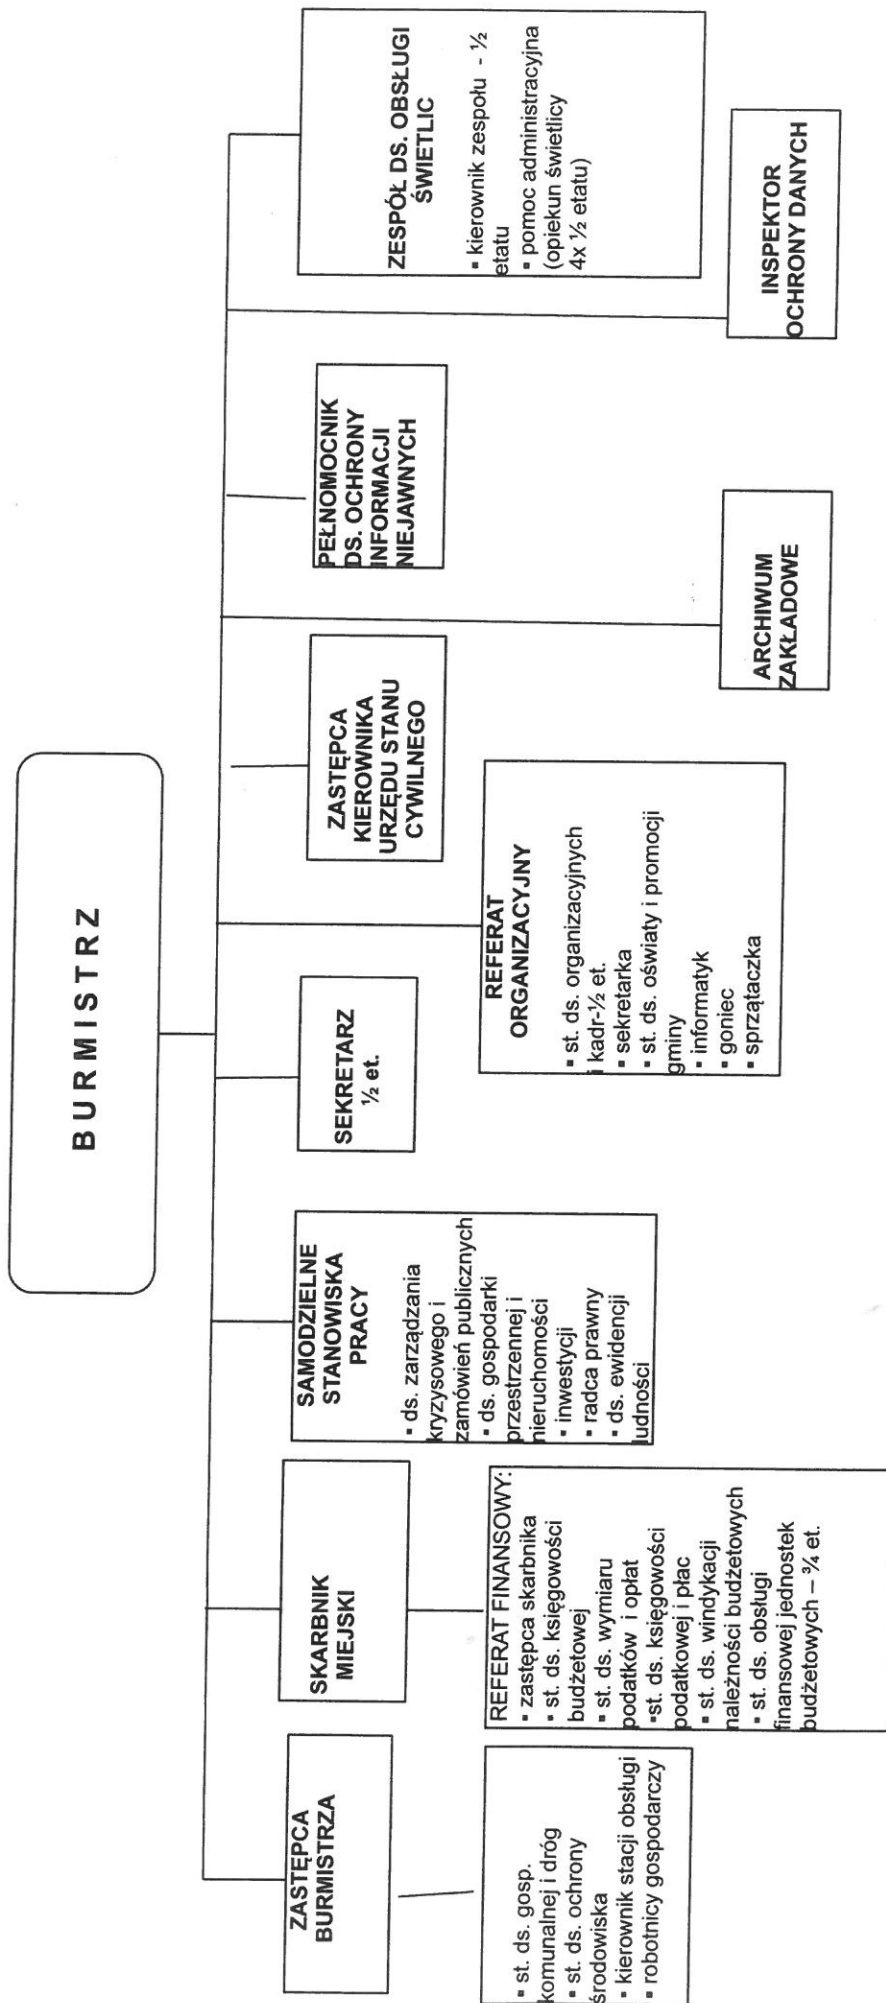 BURMISTRZ
ZASTĘPCA
BURMISTRZA
▪ st. ds. gosp.
komunalnej i dróg
▪ st. ds. ochrony
środowiska
▪ kierownik stacji obsługi
▪ robotnicy gospodarczy
SKARBNIK
MIEJSKI
REFERAT FINANSOWY:
▪ zastępca skarbnika
▪ st. ds. księgowości
budżetowej
▪ st. ds. wymiaru
podatków i opłat
▪st. ds. księgowości
podatkowej i płac
▪ st. ds. windykacji
należności budżetowych
▪ st. ds. obsługi
finansowej jednostek
budżetowych – ¾ et.
SAMODZIELNE
STANOWISKA
PRACY
▪ ds. zarządzania
kryzysowego i
zamówień publicznych
▪ ds. gospodarki
przestrzennej i
nieruchomości
▪ inwestycji
▪ radca prawny
▪ ds. ewidencji
ludności
SEKRETARZ
½ et.
REFERAT
ORGANIZACYJNY
▪ st. ds. organizacyjnych
i kadr-½ et.
▪ sekretarka
▪ st. ds. oświaty i promocji
gminy
▪ informatyk
▪ goniec
▪ sprzątaczka
ZASTĘPCA
KIEROWNIKA
URZĘDU STANU
CYWILNEGO
ARCHIWUM
ZAKŁADOWE
PEŁNOMOCNIK
DS. OCHRONY
INFORMACJI
NIEJAWNYCH
INSPEKTOR
OCHRONY DANYCH
ZESPÓŁ DS. OBSŁUGI
ŚWIETLIC
▪ kierownik zespołu - ½
etatu
▪ pomoc administracyjna
(opiekun świetlicy
4x ½ etatu)